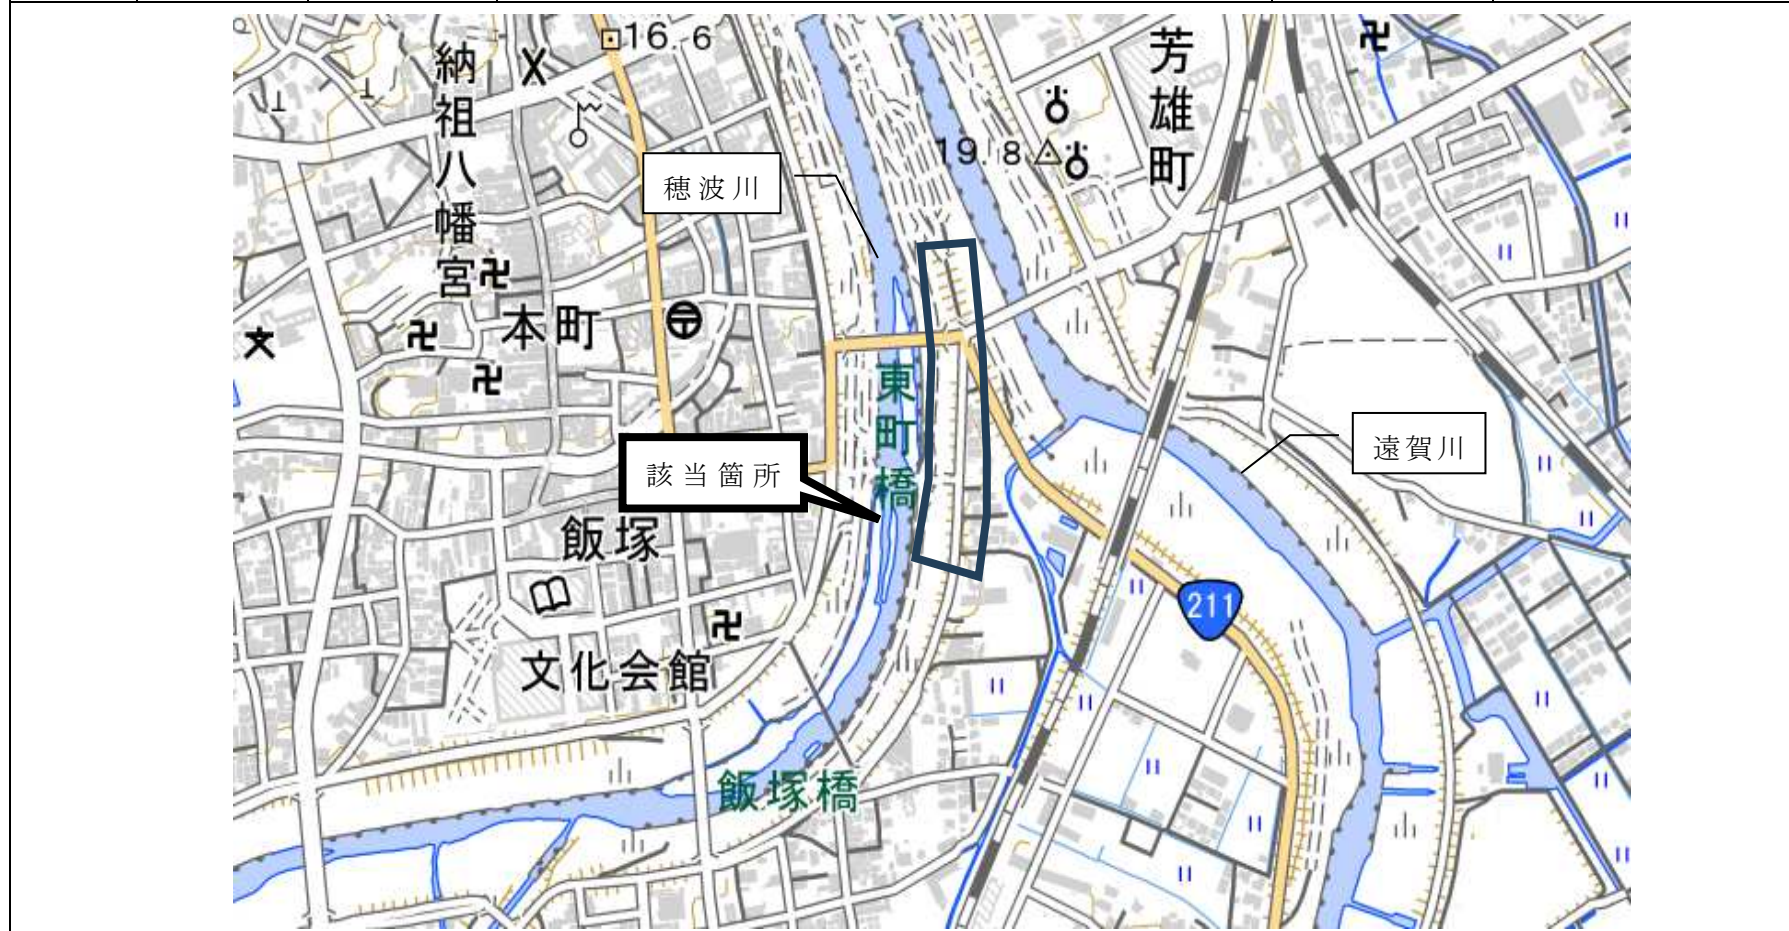 16.6
納祖八幡宮
芳雄町
19.8
穂波川
本町
東町橋
遠賀川
該当箇所
飯塚
211
文化会館
飯塚橋